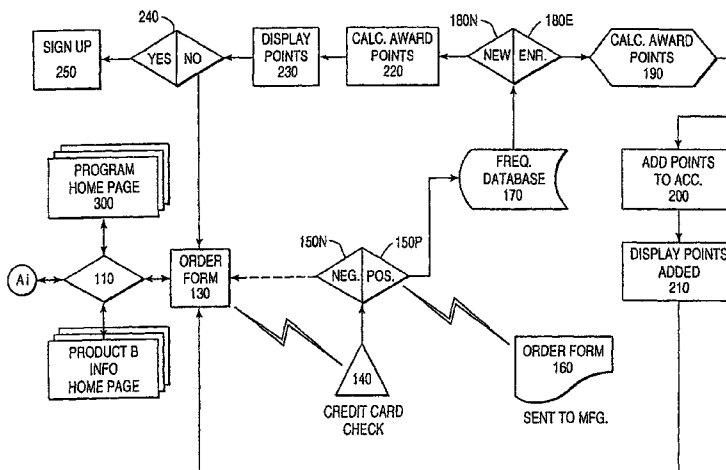 240
180N
180E
SIGN UP
250
YES
NO
DISPLAY
POINTS
230
CALC. AWARD
POINTS
220
NEW
ENR.
CALC. AWARD
POINTS
190
PROGRAM
HOME PAGE
300
FREQ.
DATABASE
170
ADD POINTS
TO ACC.
200
150N
150P
Ai
110
ORDER
FORM
130
NEG.
POS.
DISPLAY POINTS
ADDED
210
PRODUCT B
INFO
HOME PAGE
140
CREDIT CARD
CHECK
ORDER FORM
160
SENT TO MFG.